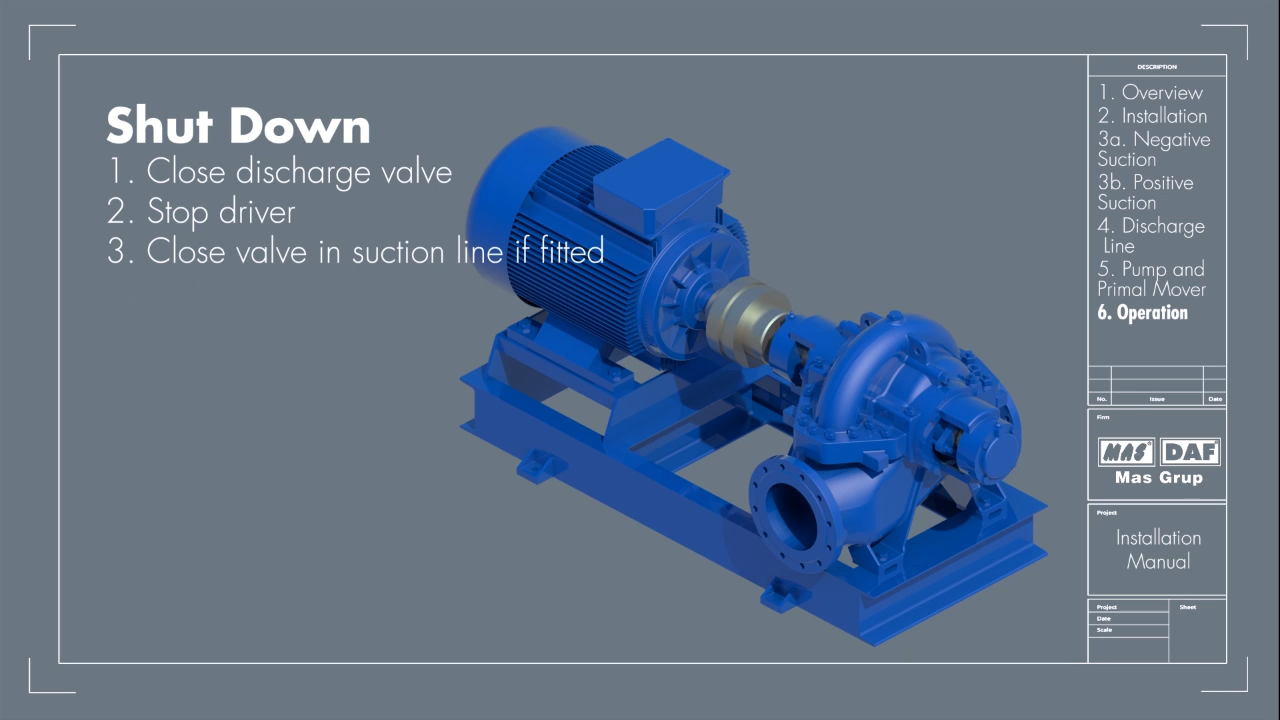 Shut Down
1. Close discharge valve
2. Stop driver
3. Close valve in suction line if fitted
DESCRIPTION
1. Overview
2. Installation
3a. Negative
Suction
3b. Positive
Suction
4. Discharge
Line
5. Pump and
Primal Mover
6. Operation
No. Issue Date
Firm
MAS® DAF
Mas Grup
Project
Installation
Manual
Project Sheet
Date
Scale